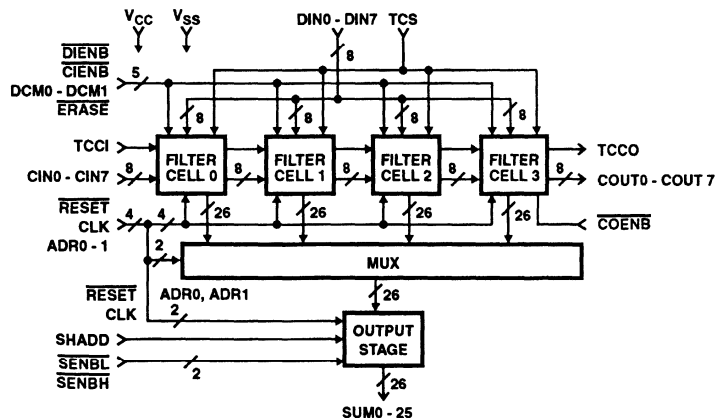 VCC VSS DIN0 - DIN7 TCS
DIENB
8
CIENB
5
DCM0 - DCM1
ERASE
8 8 8 8
TCCI
FILTER CELL 0
FILTER CELL 1
FILTER CELL 2
FILTER CELL 3
TCCO
CIN0 - CIN7
8 8 8 8 8
COUT0 - COUT 7
RESET
4 4 26 26 26 26
CLK
COENB
ADR0 - 1
2
MUX
RESET
ADR0, ADR1
26
CLK
2
OUTPUT STAGE
SHADD
SENBL
2
SENBH
26
SUM0 - 25